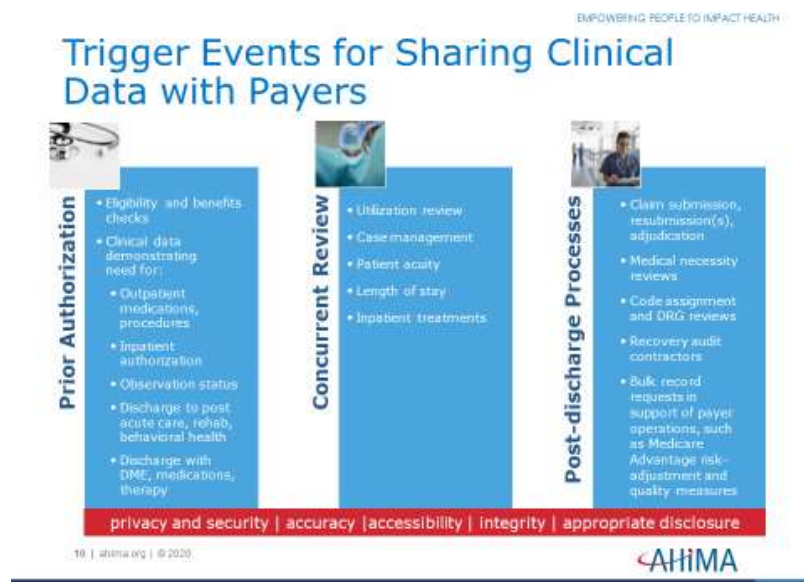 EMPOWERING PEOPLE TO IMPACT HEALTH
Trigger Events for Sharing Clinical
Data with Payers
Prior Authorization
• Eligibility and benefits
checks
• Clinical data
demonstrating
need for:
• Outpatient
medications,
procedures
• Inpatient
authorization
• Observation status
• Discharge to post
acute care, rehab,
behavioral health
• Discharge with
DME, medications,
therapy
Concurrent Review
• Utilization review
• Case management
• Patient acuity
• Length of stay
• Inpatient treatments
Post-discharge Processes
• Claim submission,
resubmission(s),
adjudication
• Medical necessity
reviews
• Code assignment
and DRG reviews
• Recovery audit
contractors
• Bulk record
requests in
support of payer
operations, such
as Medicare
Advantage risk-
adjustment and
quality measures
privacy and security | accuracy |accessibility | integrity | appropriate disclosure
10 | ahima.org | © 2020
AHiMA